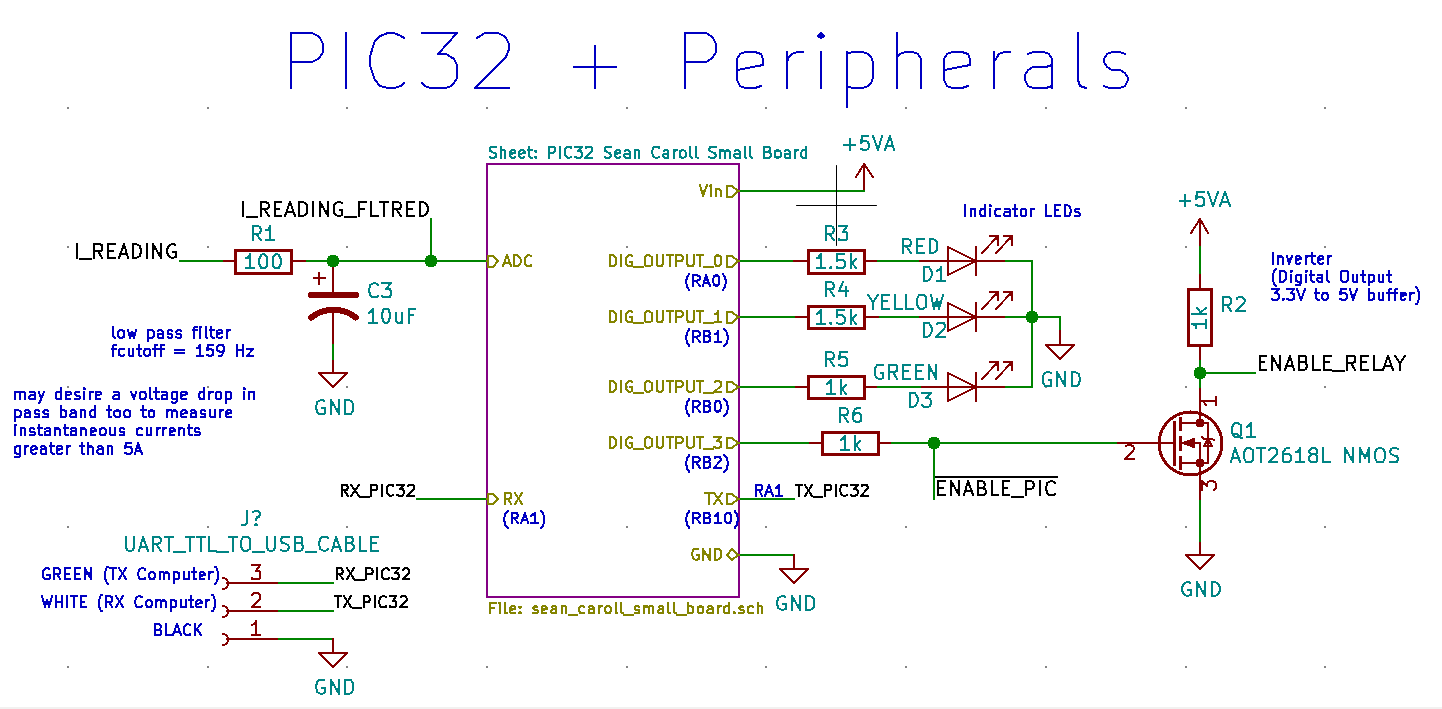 PIC32 + Peripherals
Sheet: PIC32 Sean Caroll Small Board
+5VA
Vin
I_READING_FLTRED
Indicator LEDs
+5VA
I_READING
R1
100
ADC
DIG_OUTPUT_0
(RA0)
R3
1.5k
RED
D1
Inverter
(Digital Output
3.3V to 5V buffer)
+
C3
10uF
DIG_OUTPUT_1
(RB1)
R4
1.5k
YELLOW
D2
R2
1k
low pass filter
fcutoff = 159 Hz
GND
ENABLE_RELAY
DIG_OUTPUT_2
(RB0)
R5
1k
GREEN
D3
GND
may desire a voltage drop in
pass band too to measure
instantaneous currents
greater than 5A
DIG_OUTPUT_3
(RB2)
R6
1k
ENABLE_PIC
1
2
3
Q1
AOT2618L NMOS
GND
RX_PIC32
RX
(RA1)
TX
(RB10)
RA1
TX_PIC32
GND
GND
J?
UART_TTL_TO_USB_CABLE
GREEN (TX Computer)
3
RX_PIC32
WHITE (RX Computer)
2
TX_PIC32
BLACK
1
GND
File: sean_caroll_small_board.sch